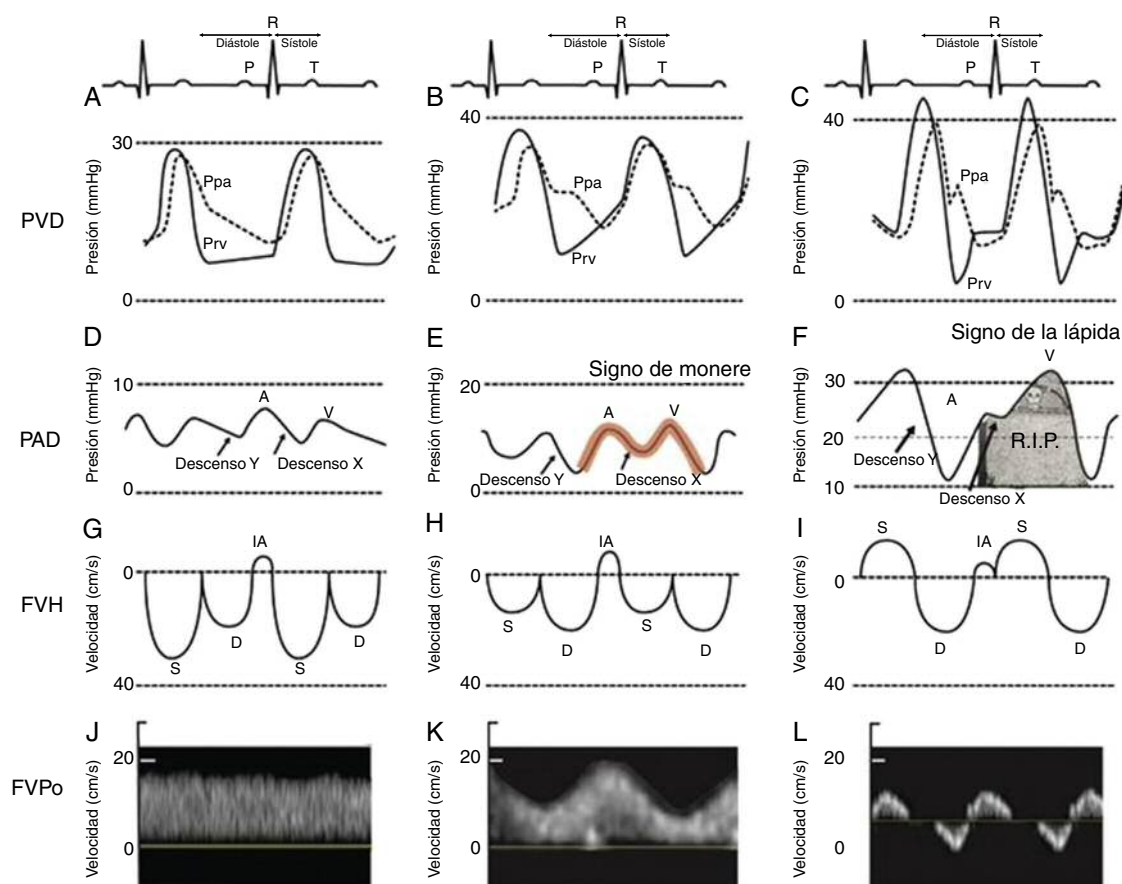 R
Diástole Sístole
P T
R
Diástole Sístole
P T
R
Diástole Sístole
P T
PVD
A
Presión (mmHg)
30
0
Ppa
Prv
B
Presión (mmHg)
40
0
Ppa
Prv
C
Presión (mmHg)
40
0
Ppa
Prv
PAD
D
Presión (mmHg)
10
0
A
V
Descenso Y
Descenso X
E
Signo de monere
Presión (mmHg)
20
0
A
V
Descenso Y
Descenso X
F
Signo de la lápida
Presión (mmHg)
30
20
10
A
V
R.I.P.
Descenso Y
Descenso X
FVH
G
Velocidad (cm/s)
0
40
IA
S
D
S
D
H
Velocidad (cm/s)
0
40
IA
S
D
S
D
I
Velocidad (cm/s)
0
40
S
IA
S
D
D
FVPo
J
Velocidad (cm/s)
20
0
K
Velocidad (cm/s)
20
0
L
Velocidad (cm/s)
20
0